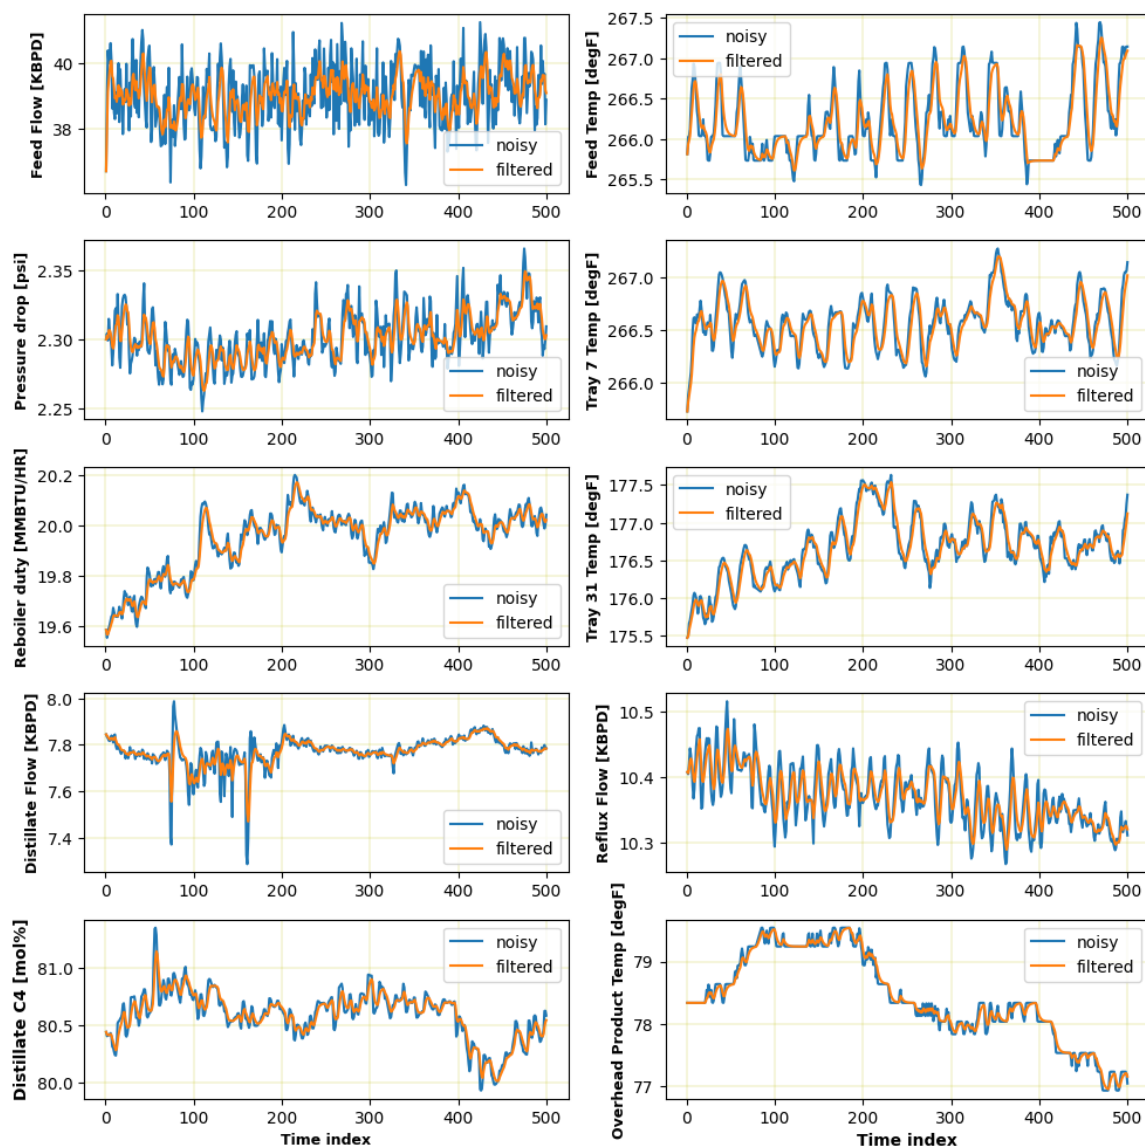 Feed Flow [KBPD]
40
38
noisy
filtered
0 100 200 300 400 500
Feed Temp [degF]
267.5
267.0
266.5
266.0
265.5
noisy
filtered
0 100 200 300 400 500
Pressure drop [psi]
2.35
2.30
2.25
noisy
filtered
0 100 200 300 400 500
Tray 7 Temp [degF]
267.0
266.5
266.0
noisy
filtered
0 100 200 300 400 500
Reboiler duty [MMBTU/HR]
20.2
20.0
19.8
19.6
noisy
filtered
0 100 200 300 400 500
Tray 31 Temp [degF]
177.5
177.0
176.5
176.0
175.5
noisy
filtered
0 100 200 300 400 500
Distillate Flow [KBPD]
8.0
7.8
7.6
7.4
noisy
filtered
0 100 200 300 400 500
Reflux Flow [KBPD]
10.5
10.4
10.3
noisy
filtered
0 100 200 300 400 500
Distillate C4 [mol%]
81.0
80.5
80.0
noisy
filtered
0 100 200 300 400 500
Time index
Overhead Product Temp [degF]
79
78
77
noisy
filtered
0 100 200 300 400 500
Time index